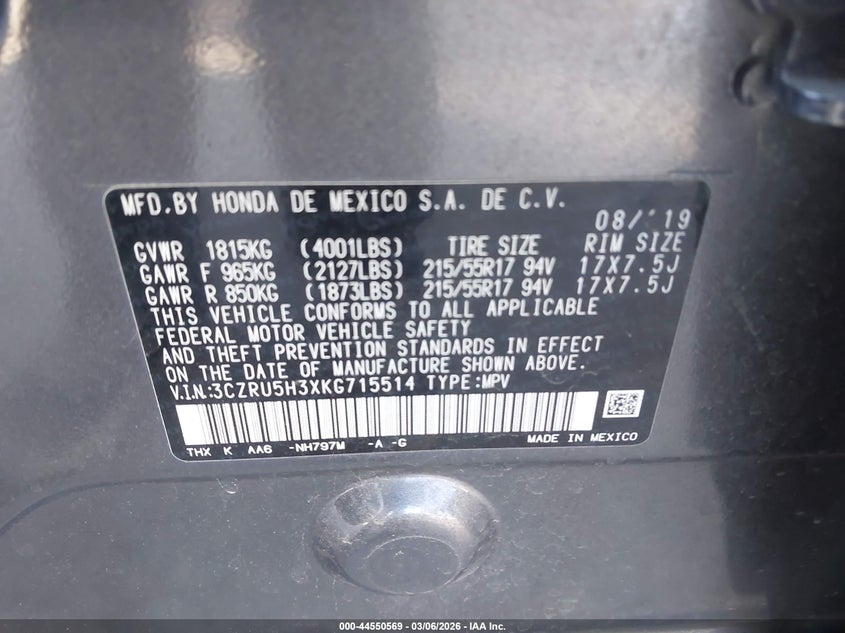 MFD.BY HONDA DE MEXICO S.A. DE C.V.
08/'19
GVWR 1815KG (4001LBS) TIRE SIZE RIM SIZE
GAWR F 965KG (2127LBS) 215/55R17 94V 17X7.5J
GAWR R 850KG (1873LBS) 215/55R17 94V 17X7.5J
THIS VEHICLE CONFORMS TO ALL APPLICABLE
FEDERAL MOTOR VEHICLE SAFETY
AND THEFT PREVENTION STANDARDS IN EFFECT
ON THE DATE OF MANUFACTURE SHOWN ABOVE.
V.I.N.:3CZRU5H3XKG715514 TYPE:MPV
THX K AA6 -NH797M -A -G MADE IN MEXICO
000-44550569 - 03/06/2026 - IAA Inc.